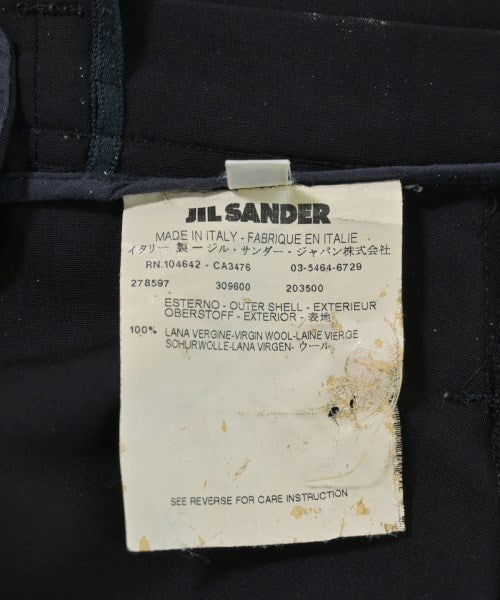 JIL SANDER
MADE IN ITALY - FABRIQUE EN ITALIE
イタリー 製 ー ジル・サンダー・ジャパン株式会社
RN.104642 - CA3476 03-5464-6729
278597 309600 203500
ESTERNO - OUTER SHELL - EXTERIEUR
OBERSTOFF - EXTERIOR - 表地
100% LANA VERGINE-VIRGIN WOOL-LAINE VIERGE
SCHURWOLLE-LANA VIRGEN- ウール
SEE REVERSE FOR CARE INSTRUCTION